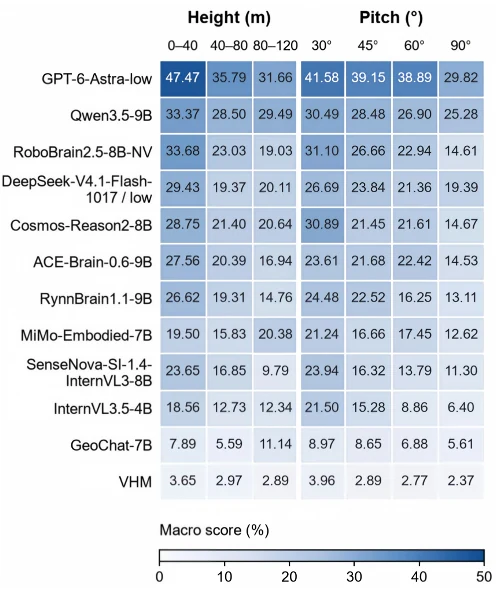 Height (m) Pitch (°)
0–40 40–80 80–120 30° 45° 60° 90°
GPT-6-Astra-low 47.47 35.79 31.66 41.58 39.15 38.89 29.82
Qwen3.5-9B 33.37 28.50 29.49 30.49 28.48 26.90 25.28
RoboBrain2.5-8B-NV 33.68 23.03 19.03 31.10 26.66 22.94 14.61
DeepSeek-V4.1-Flash-
1017 / low 29.43 19.37 20.11 26.69 23.84 21.36 19.39
Cosmos-Reason2-8B 28.75 21.40 20.64 30.89 21.45 21.61 14.67
ACE-Brain-0.6-9B 27.56 20.39 16.94 23.61 21.68 22.42 14.53
RynnBrain1.1-9B 26.62 19.31 14.76 24.48 22.52 16.25 13.11
MiMo-Embodied-7B 19.50 15.83 20.38 21.24 16.66 17.45 12.62
SenseNova-SI-1.4-
InternVL3-8B 23.65 16.85 9.79 23.94 16.32 13.79 11.30
InternVL3.5-4B 18.56 12.73 12.34 21.50 15.28 8.86 6.40
GeoChat-7B 7.89 5.59 11.14 8.97 8.65 6.88 5.61
VHM 3.65 2.97 2.89 3.96 2.89 2.77 2.37
Macro score (%)
0 10 20 30 40 50